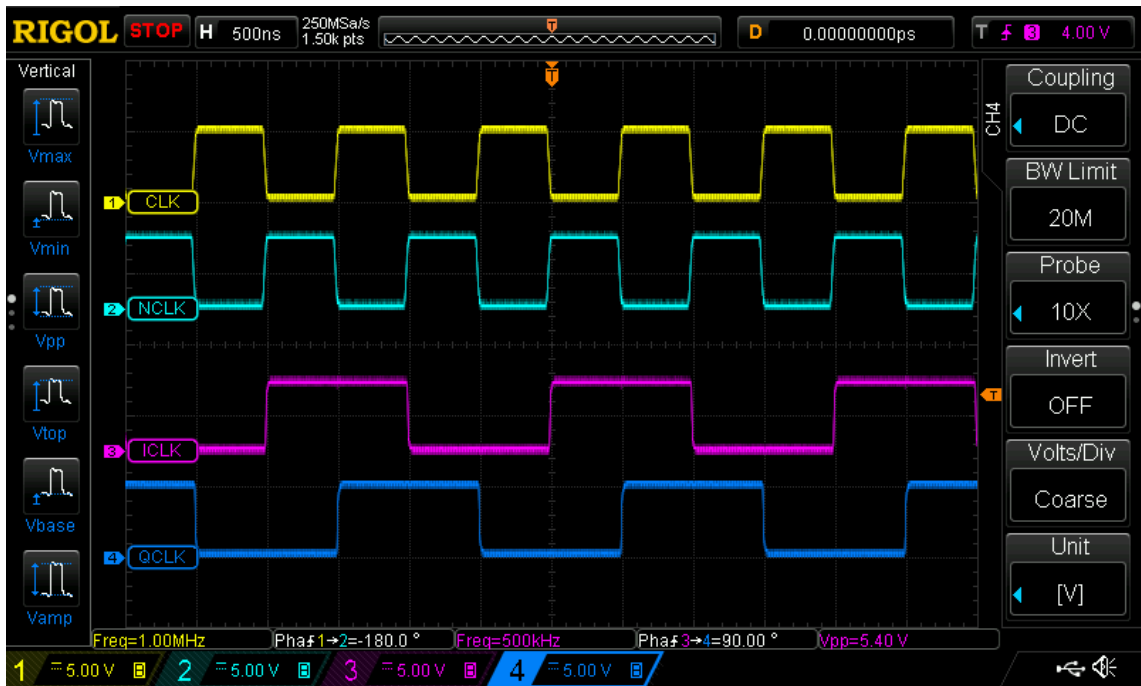 RIGOL STOP H 500ns 250MSa/s 1.50k pts T D 0.00000000ps T 3 4.00 V
Vertical
Vmax
Vmin
Vpp
Vtop
Vbase
Vamp
T
1 CLK
2 NCLK
3 ICLK
T
4 QCLK
CH4
Coupling
DC
BW Limit
20M
Probe
10X
Invert
OFF
Volts/Div
Coarse
Unit
[V]
Freq=1.00MHz Pha1→2=-180.0 ° Freq=500kHz Pha3→4=90.00 ° Vpp=5.40 V
1 5.00 V B 2 5.00 V B 3 5.00 V B 4 5.00 V B